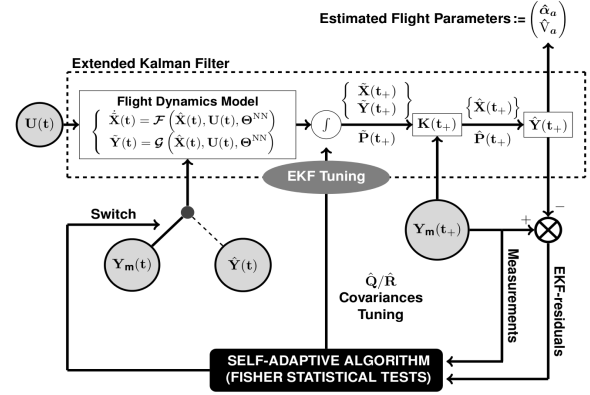 Estimated Flight Parameters := ( α̂ₐ V̂ₐ )
Extended Kalman Filter
Flight Dynamics Model
U(t)
{ X̃̇(t) = 𝓕 ( X̂(t), U(t), Θ^NN )
Ỹ(t) = 𝓖 ( X̃(t), U(t), Θ^NN )
∫
{ X̃(t₊) Ỹ(t₊) }
P̃(t₊)
K(t₊)
{ X̂(t₊) }
P̂(t₊)
Ŷ(t₊)
EKF Tuning
Switch
Yₘ(t)
Ŷ(t)
Yₘ(t₊)
+
−
Q̂/R̂
Covariances
Tuning
Measurements
EKF-residuals
SELF-ADAPTIVE ALGORITHM
(FISHER STATISTICAL TESTS)